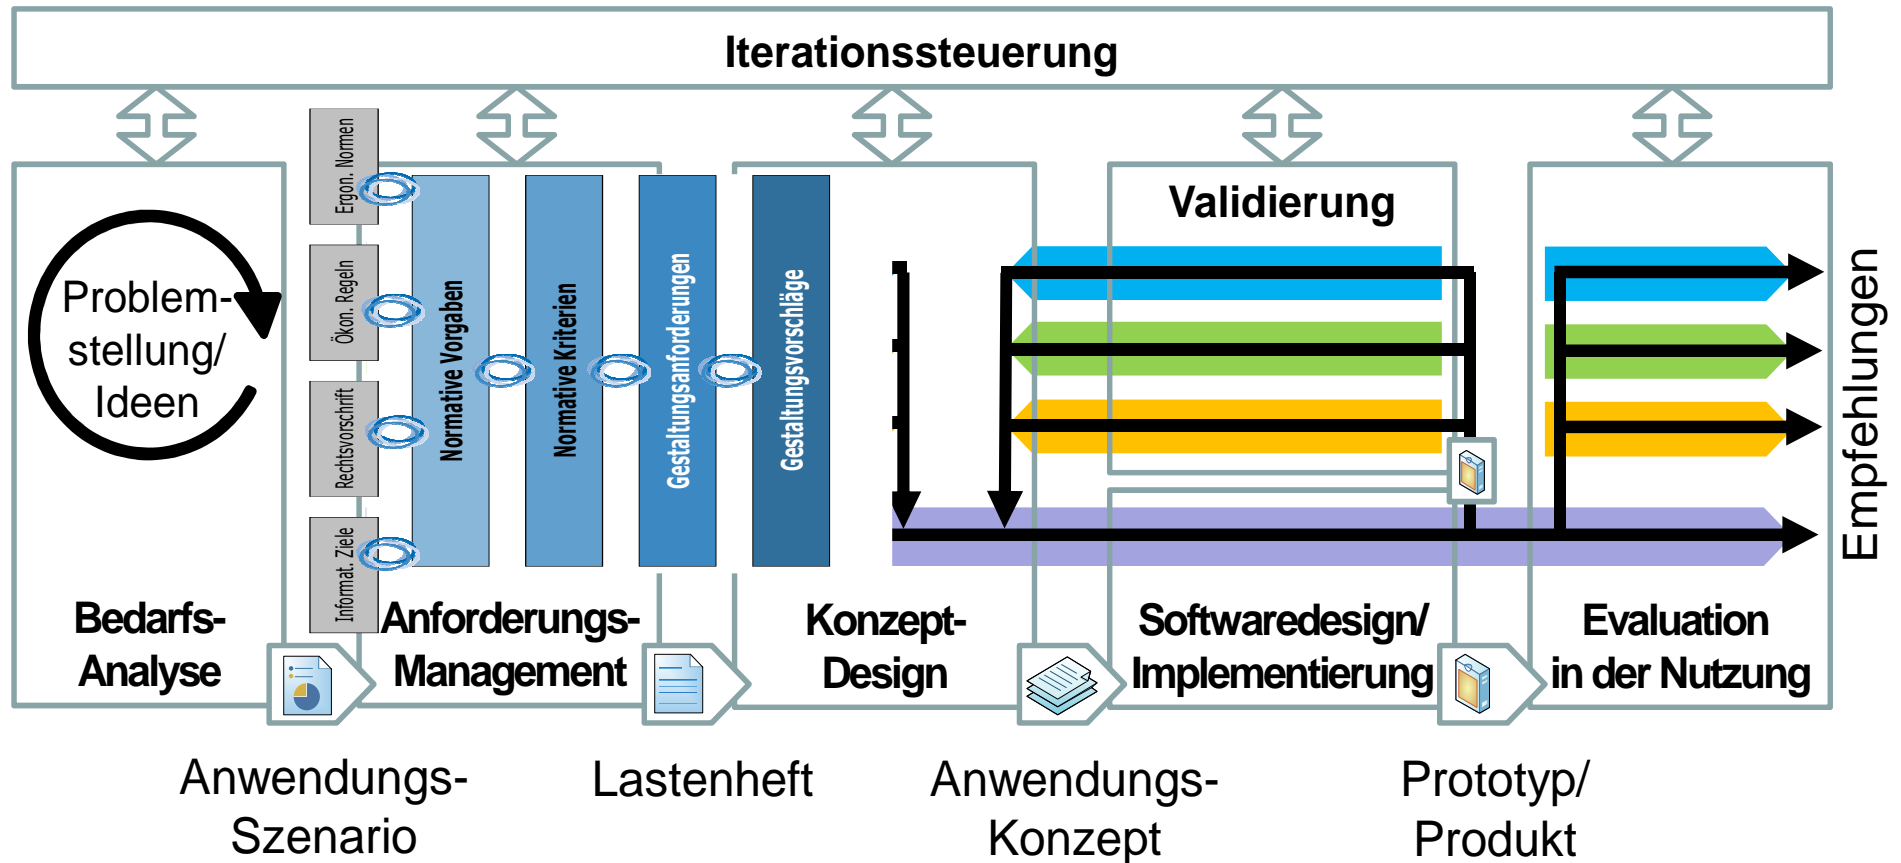 Iterationssteuerung
Problem-
stellung/
Ideen
Bedarfs-
Analyse
Ergon. Normen
Ökon. Regeln
Rechtsvorschrift
Informat. Ziele
Normative Vorgaben
Normative Kriterien
Gestaltungsanforderungen
Gestaltungsvorschläge
Anforderungs-
Management
Konzept-
Design
Validierung
Softwaredesign/
Implementierung
Evaluation
in der Nutzung
Empfehlungen
Anwendungs-
Szenario
Lastenheft
Anwendungs-
Konzept
Prototyp/
Produkt